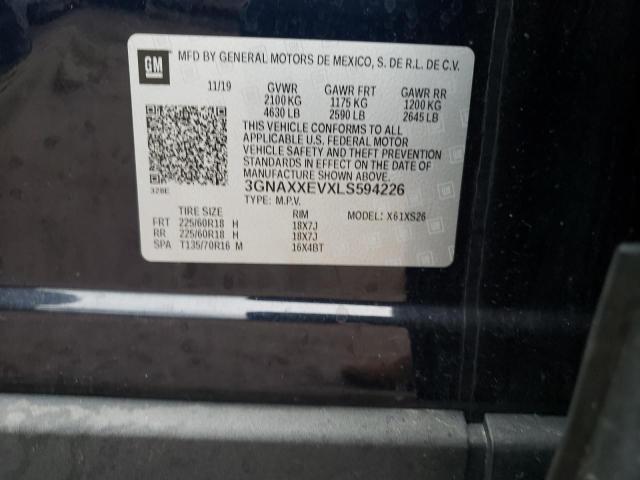 GM
MFD BY GENERAL MOTORS DE MEXICO, S. DE R.L. DE C.V.
11/19 GVWR GAWR FRT GAWR RR
2100 KG 1175 KG 1200 KG
4630 LB 2590 LB 2645 LB
THIS VEHICLE CONFORMS TO ALL
APPLICABLE U.S. FEDERAL MOTOR
VEHICLE SAFETY AND THEFT PREVENTION
STANDARDS IN EFFECT ON THE DATE OF
MANUFACTURE SHOWN ABOVE.
328E 3GNAXXEVXLS594226
TYPE: M.P.V.
TIRE SIZE RIM MODEL: X61XS26
FRT 225/60R18 H 18X7J
RR 225/60R18 H 18X7J
SPA T135/70R16 M 16X4BT